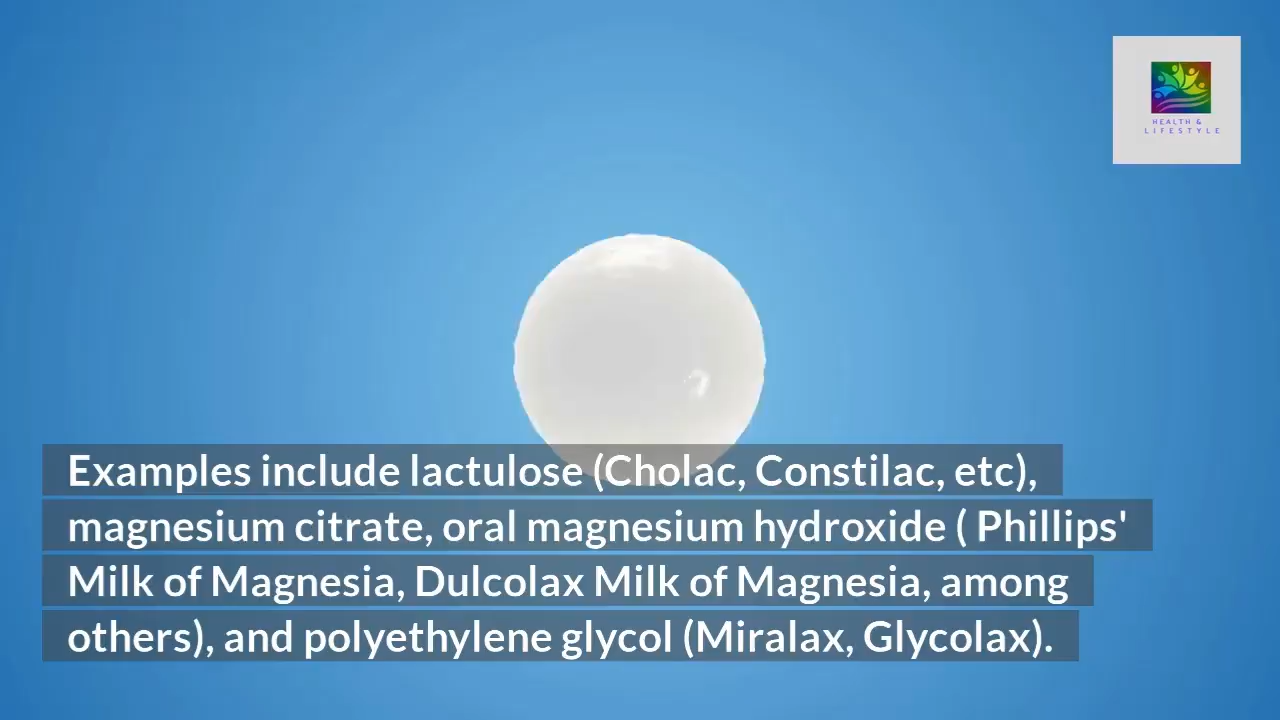 HEALTH &
LIFESTYLE
Examples include lactulose (Cholac, Constilac, etc),
magnesium citrate, oral magnesium hydroxide ( Phillips'
Milk of Magnesia, Dulcolax Milk of Magnesia, among
others), and polyethylene glycol (Miralax, Glycolax).